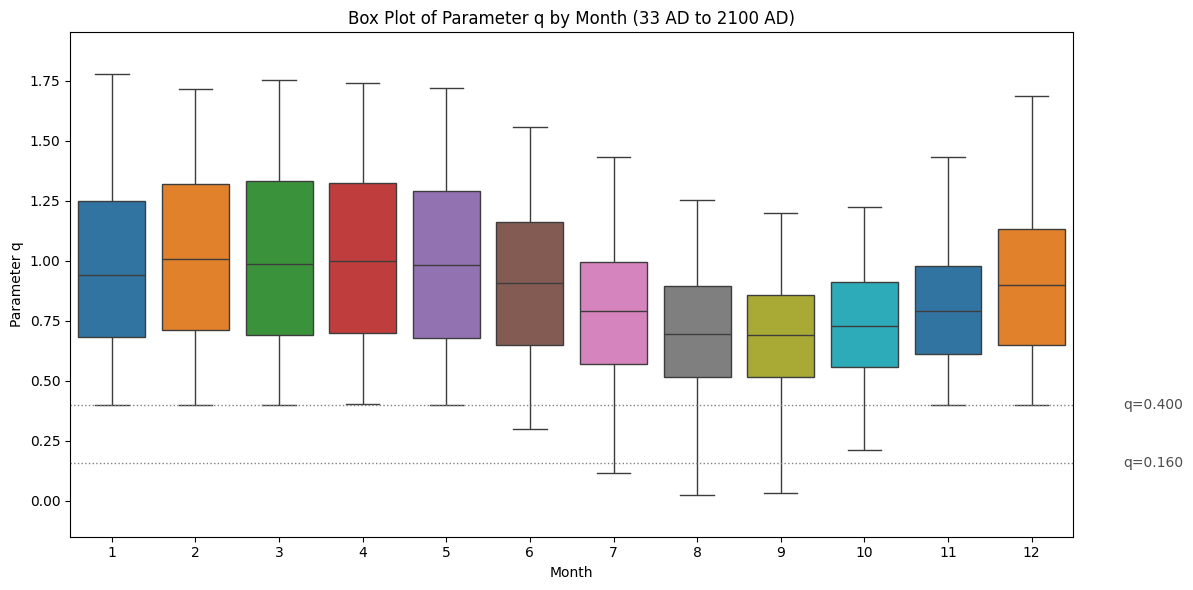 Box Plot of Parameter q by Month (33 AD to 2100 AD)
Parameter q
1.75
1.50
1.25
1.00
0.75
0.50
0.25
0.00
q=0.400
q=0.160
1 2 3 4 5 6 7 8 9 10 11 12
Month